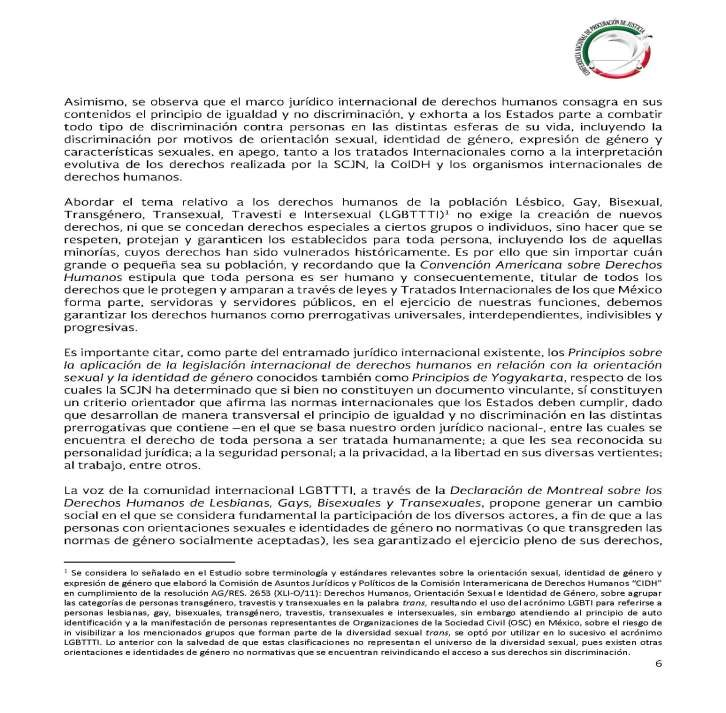 CONFERENCIA NACIONAL DE PROCURACIÓN DE JUSTICIA
Asimismo, se observa que el marco jurídico internacional de derechos humanos consagra en sus
contenidos el principio de igualdad y no discriminación, y exhorta a los Estados parte a combatir
todo tipo de discriminación contra personas en las distintas esferas de su vida, incluyendo la
discriminación por motivos de orientación sexual, identidad de género, expresión de género y
características sexuales, en apego, tanto a los tratados Internacionales como a la interpretación
evolutiva de los derechos realizada por la SCJN, la CoIDH y los organismos internacionales de
derechos humanos.
Abordar el tema relativo a los derechos humanos de la población Lésbico, Gay, Bisexual,
Transgénero, Transexual, Travesti e Intersexual (LGBTTTI)¹ no exige la creación de nuevos
derechos, ni que se concedan derechos especiales a ciertos grupos o individuos, sino hacer que se
respeten, protejan y garanticen los establecidos para toda persona, incluyendo los de aquellas
minorías, cuyos derechos han sido vulnerados históricamente. Es por ello que sin importar cuán
grande o pequeña sea su población, y recordando que la Convención Americana sobre Derechos
Humanos estipula que toda persona es ser humano y consecuentemente, titular de todos los
derechos que le protegen y amparan a través de leyes y Tratados Internacionales de los que México
forma parte, servidoras y servidores públicos, en el ejercicio de nuestras funciones, debemos
garantizar los derechos humanos como prerrogativas universales, interdependientes, indivisibles y
progresivas.
Es importante citar, como parte del entramado jurídico internacional existente, los Principios sobre
la aplicación de la legislación internacional de derechos humanos en relación con la orientación
sexual y la identidad de género conocidos también como Principios de Yogyakarta, respecto de los
cuales la SCJN ha determinado que si bien no constituyen un documento vinculante, sí constituyen
un criterio orientador que afirma las normas internacionales que los Estados deben cumplir, dado
que desarrollan de manera transversal el principio de igualdad y no discriminación en las distintas
prerrogativas que contiene –en el que se basa nuestro orden jurídico nacional-, entre las cuales se
encuentra el derecho de toda persona a ser tratada humanamente; a que les sea reconocida su
personalidad jurídica; a la seguridad personal; a la privacidad, a la libertad en sus diversas vertientes;
al trabajo, entre otros.
La voz de la comunidad internacional LGBTTTI, a través de la Declaración de Montreal sobre los
Derechos Humanos de Lesbianas, Gays, Bisexuales y Transexuales, propone generar un cambio
social en el que se considera fundamental la participación de los diversos actores, a fin de que a las
personas con orientaciones sexuales e identidades de género no normativas (o que transgreden las
normas de género socialmente aceptadas), les sea garantizado el ejercicio pleno de sus derechos,
¹ Se considera lo señalado en el Estudio sobre terminología y estándares relevantes sobre la orientación sexual, identidad de género y
expresión de género que elaboró la Comisión de Asuntos Jurídicos y Políticos de la Comisión Interamericana de Derechos Humanos "CIDH"
en cumplimiento de la resolución AG/RES. 2653 (XLI-O/11): Derechos Humanos, Orientación Sexual e Identidad de Género, sobre agrupar
las categorías de personas transgénero, travestis y transexuales en la palabra trans, resultando el uso del acrónimo LGBTI para referirse a
personas lesbianas, gay, bisexuales, transgénero, travestis, transexuales e intersexuales, sin embargo atendiendo al principio de auto
identificación y a la manifestación de personas representantes de Organizaciones de la Sociedad Civil (OSC) en México, sobre el riesgo de
in visibilizar a los mencionados grupos que forman parte de la diversidad sexual trans, se optó por utilizar en lo sucesivo el acrónimo
LGBTTTI. Lo anterior con la salvedad de que estas clasificaciones no representan el universo de la diversidad sexual, pues existen otras
orientaciones e identidades de género no normativas que se encuentran reivindicando el acceso a sus derechos sin discriminación.
6